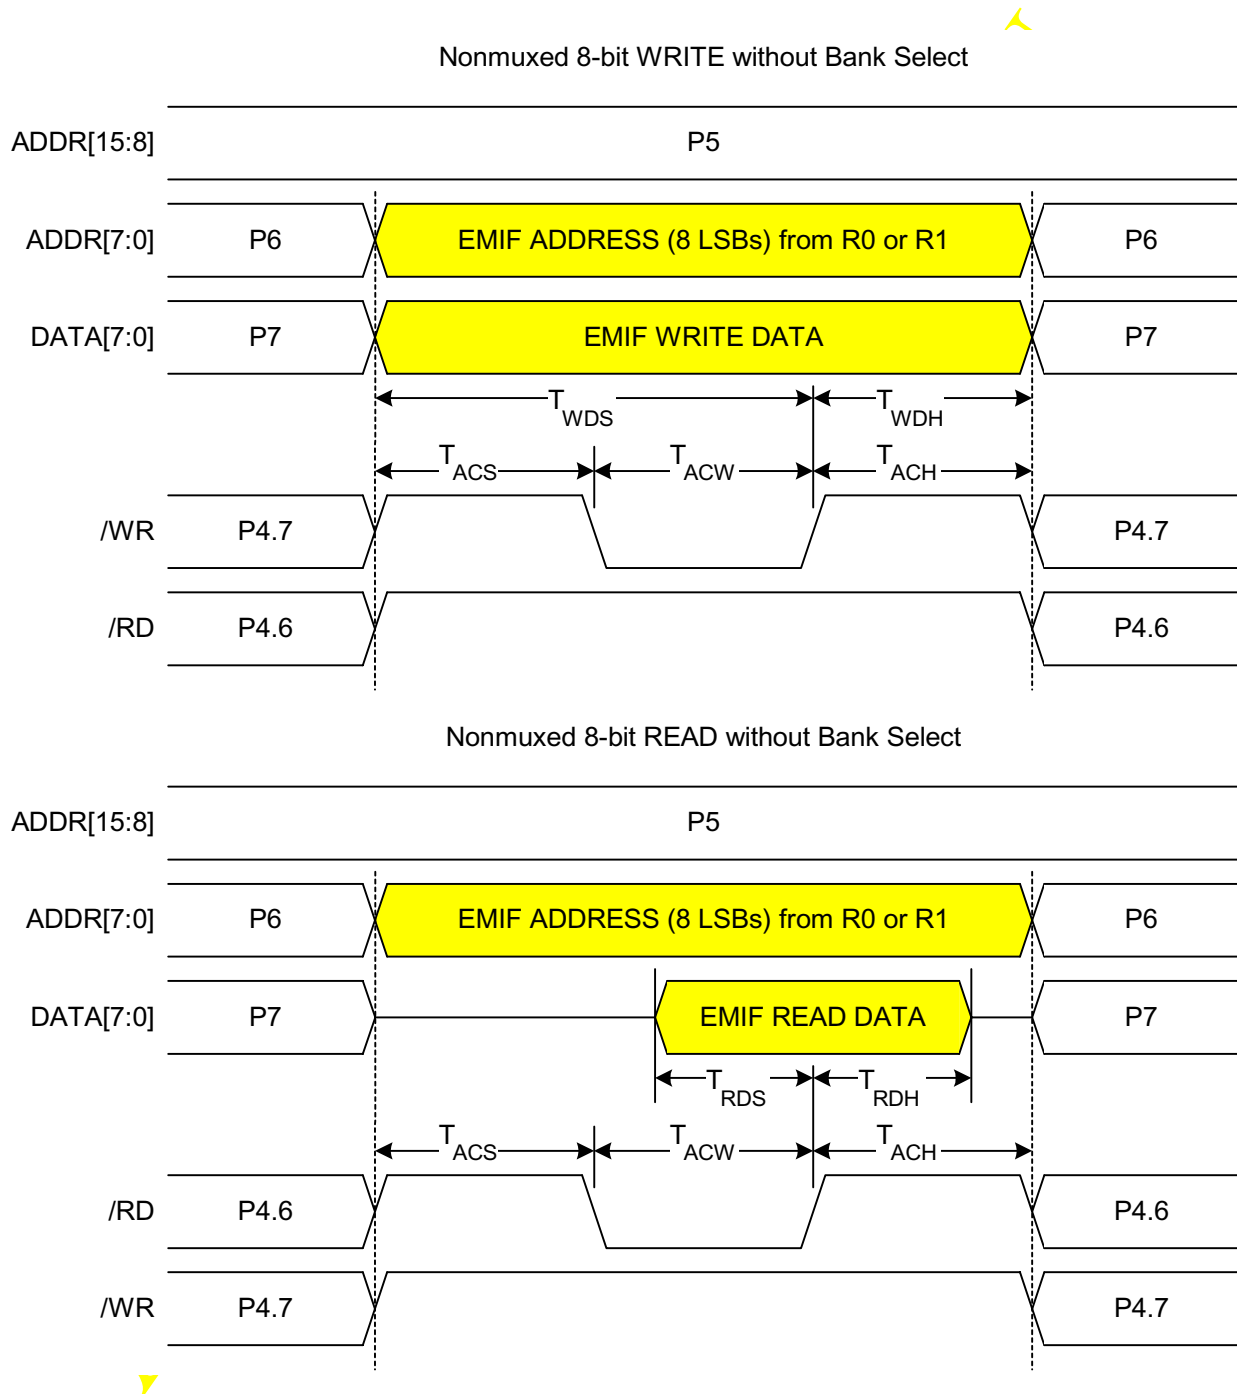 Nonmuxed 8-bit WRITE without Bank Select
ADDR[15:8] P5
ADDR[7:0] P6 EMIF ADDRESS (8 LSBs) from R0 or R1 P6
DATA[7:0] P7 EMIF WRITE DATA P7
TWDS TWDH
TACS TACW TACH
/WR P4.7 P4.7
/RD P4.6 P4.6
Nonmuxed 8-bit READ without Bank Select
ADDR[15:8] P5
ADDR[7:0] P6 EMIF ADDRESS (8 LSBs) from R0 or R1 P6
DATA[7:0] P7 EMIF READ DATA P7
TRDS TRDH
TACS TACW TACH
/RD P4.6 P4.6
/WR P4.7 P4.7